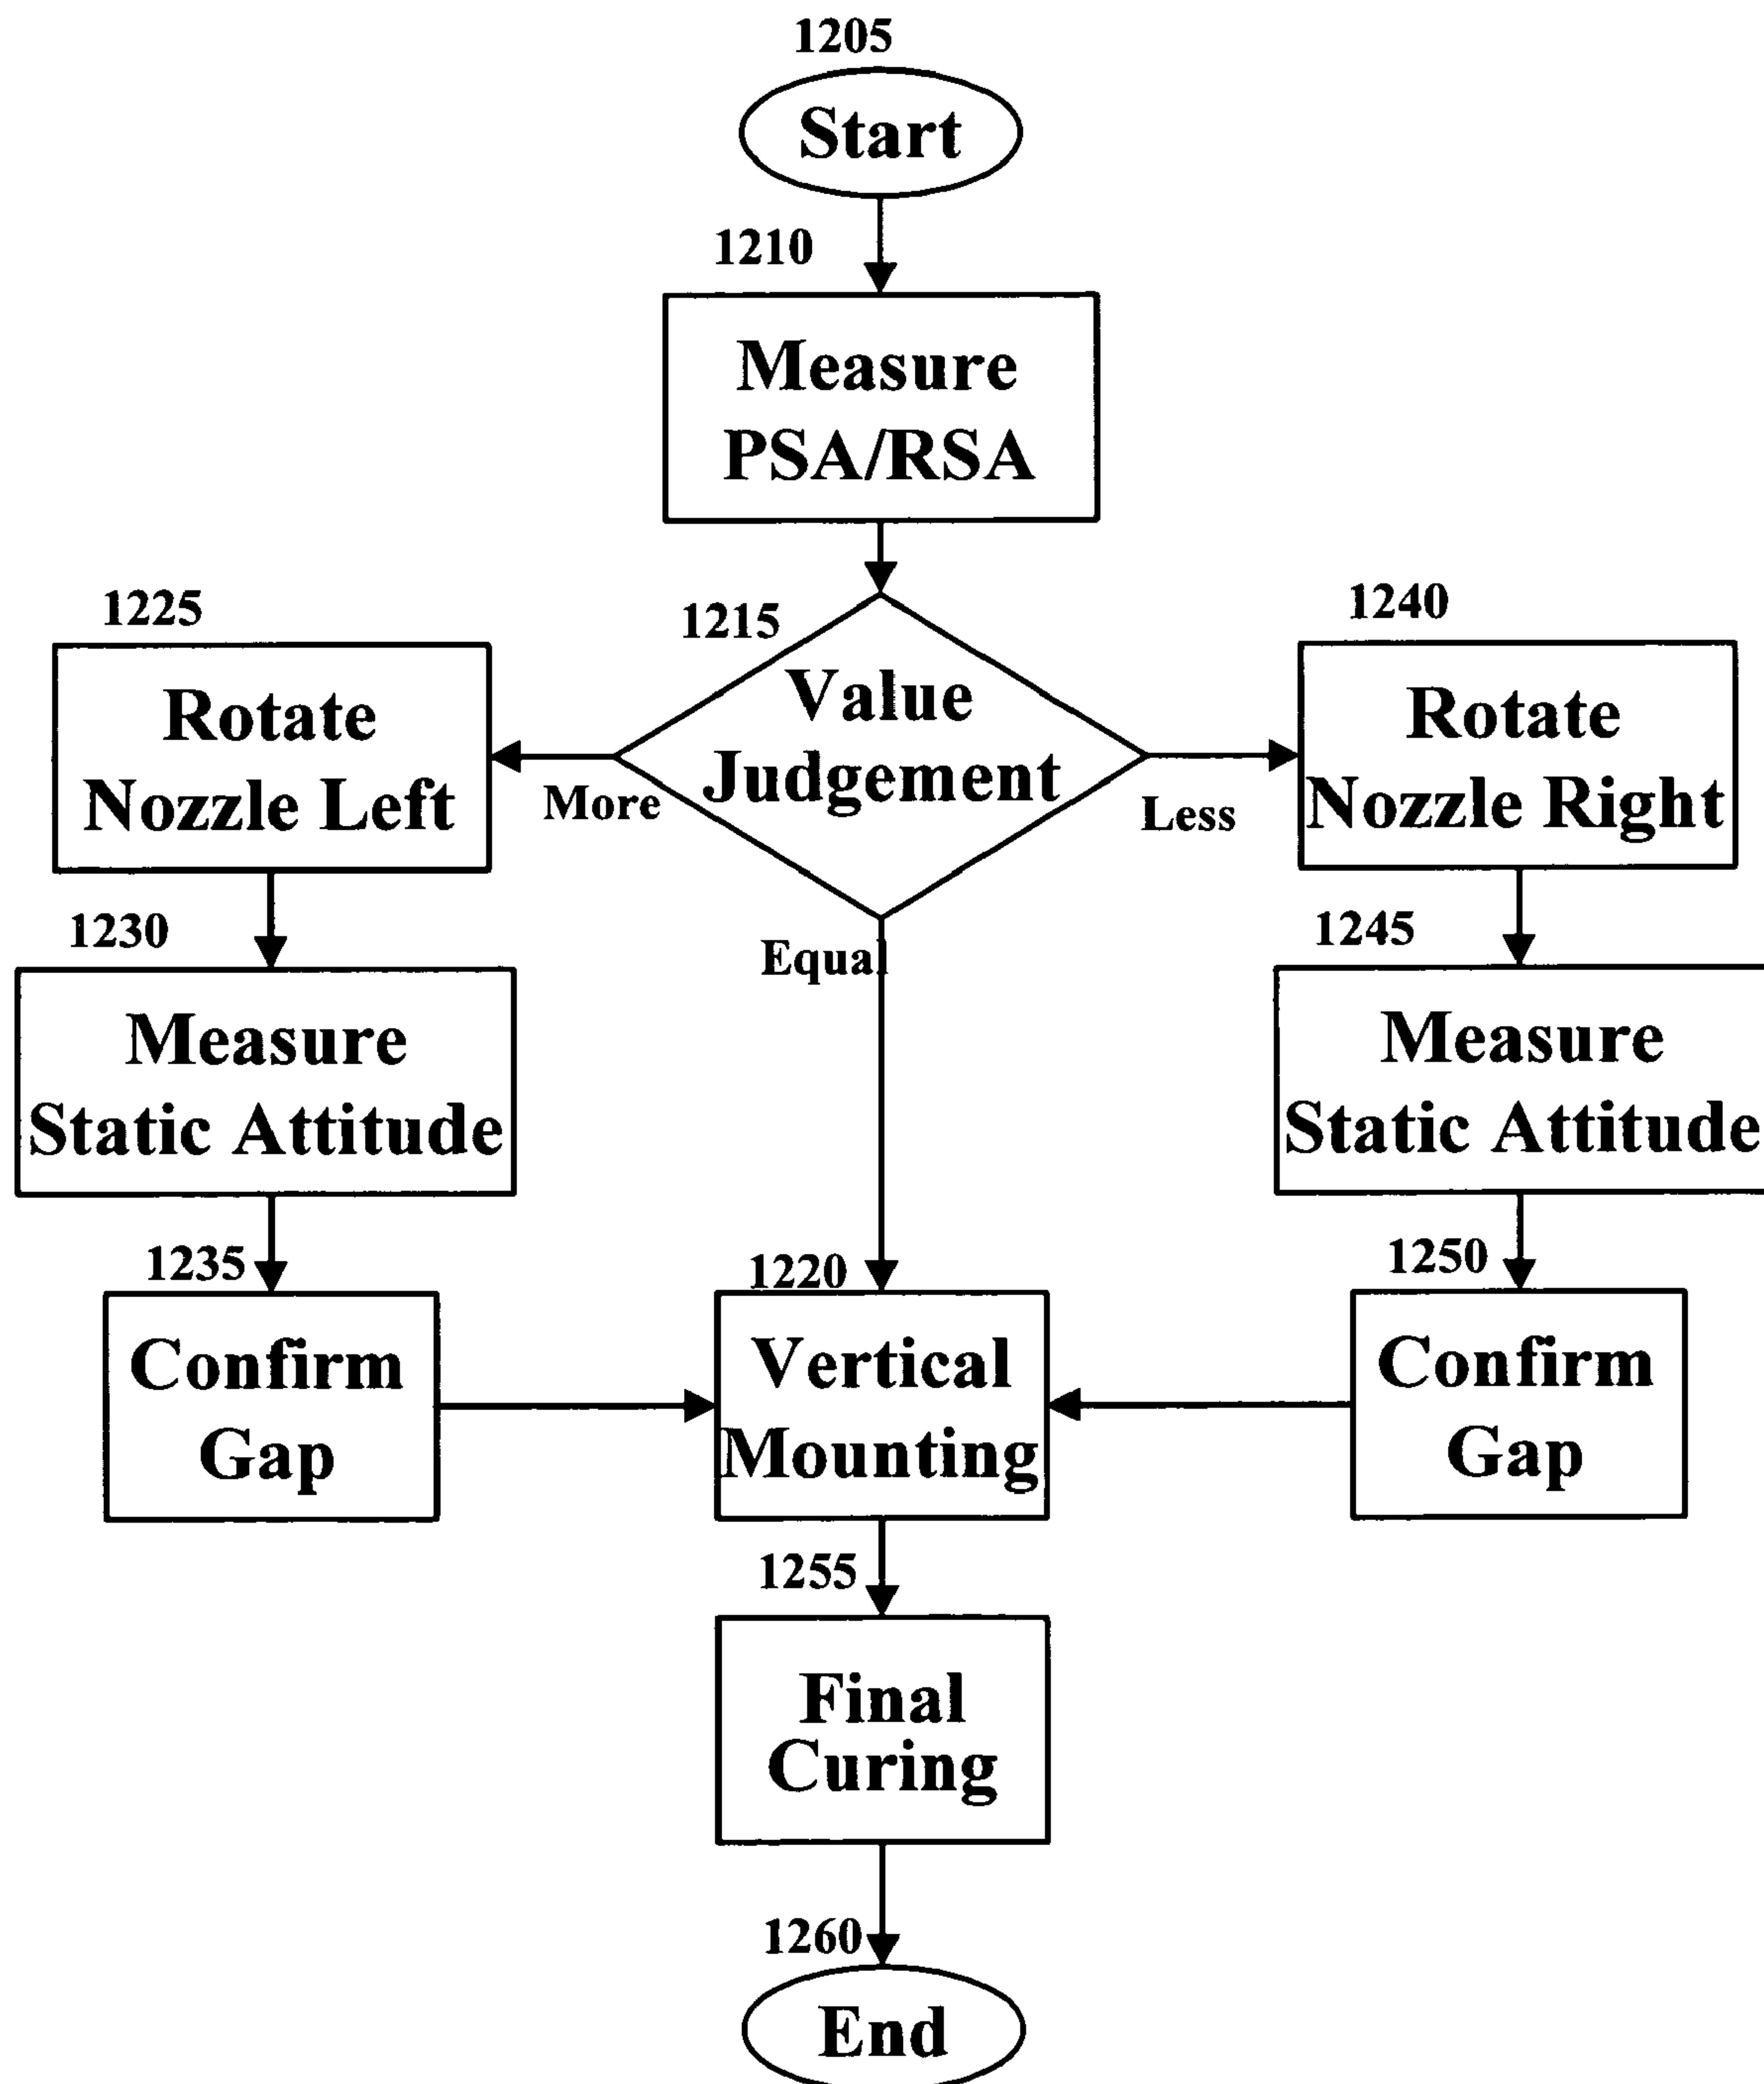 1205
Start
1210
Measure
PSA/RSA
1215
Value
Judgement
More
Less
Equal
1225
Rotate
Nozzle Left
1230
Measure
Static Attitude
1235
Confirm
Gap
1240
Rotate
Nozzle Right
1245
Measure
Static Attitude
1250
Confirm
Gap
1220
Vertical
Mounting
1255
Final
Curing
1260
End